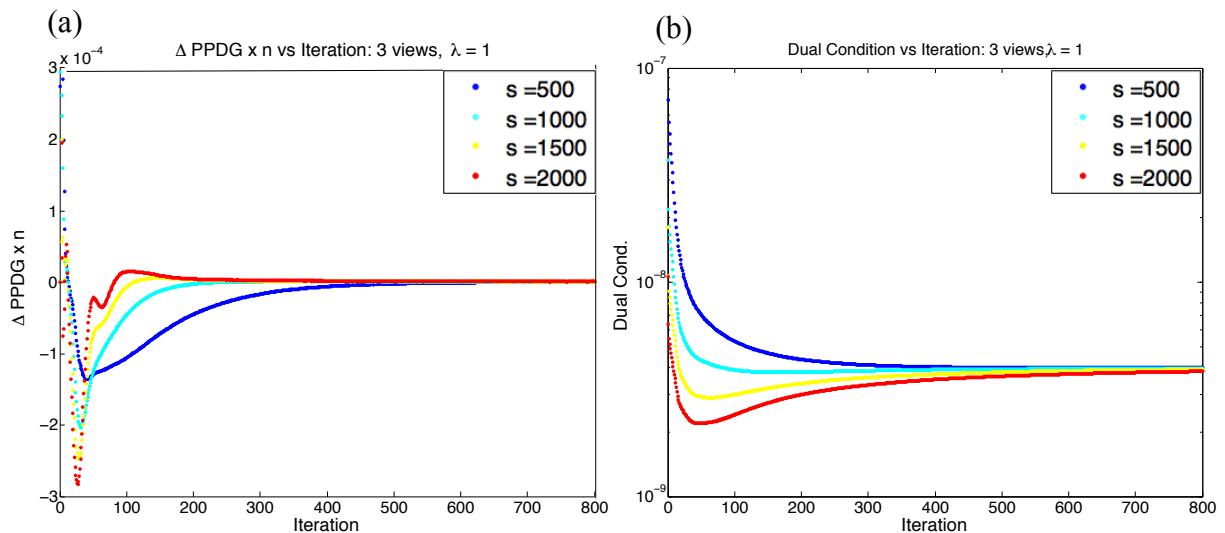 (a)
Δ PPDG x n vs Iteration: 3 views, λ = 1
x 10⁻⁴
3
2
1
0
−1
−2
−3
Δ PPDG x n
0 100 200 300 400 500 600 700 800
Iteration
s =500
s =1000
s =1500
s =2000
(b)
Dual Condition vs Iteration: 3 views,λ = 1
10⁻⁷
10⁻⁸
10⁻⁹
Dual Cond.
0 100 200 300 400 500 600 700 800
Iteration
s =500
s =1000
s =1500
s =2000